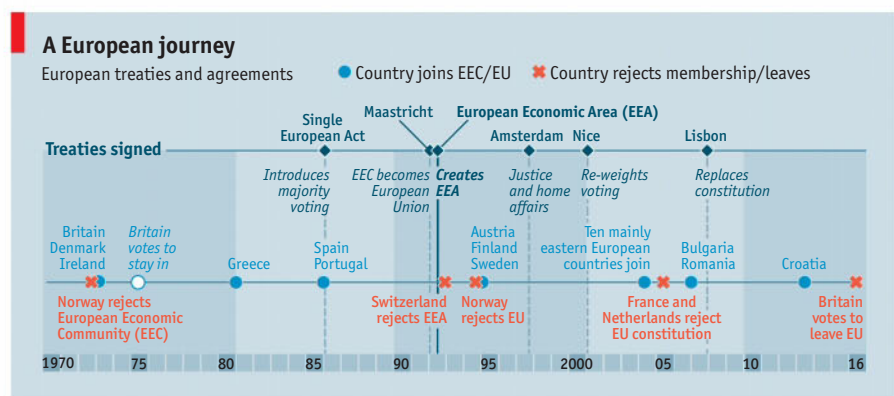 A European journey
European treaties and agreements
Country joins EEC/EU
Country rejects membership/leaves
Treaties signed
Single
European Act
Maastricht
European Economic Area (EEA)
Amsterdam
Nice
Lisbon
Introduces
majority
voting
EEC becomes
European
Union
Creates
EEA
Justice
and home
affairs
Re-weights
voting
Replaces
constitution
Britain
Denmark
Ireland
Britain
votes to
stay in
Greece
Spain
Portugal
Austria
Finland
Sweden
Ten mainly
eastern European
countries join
Bulgaria
Romania
Croatia
Norway rejects
European Economic
Community (EEC)
Switzerland
rejects EEA
Norway
rejects EU
France and
Netherlands reject
EU constitution
Britain
votes to
leave EU
1970 75 80 85 90 95 2000 05 10 16